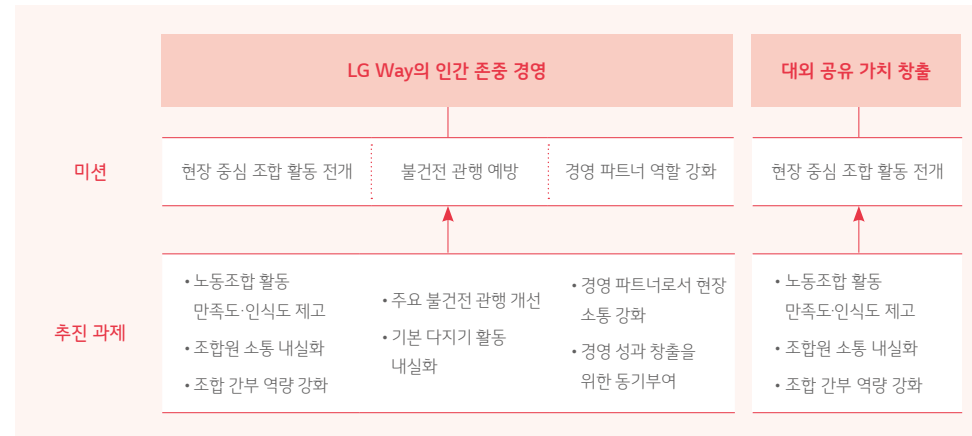 LG Way의 인간 존중 경영
대외 공유 가치 창출
미션
현장 중심 조합 활동 전개
불건전 관행 예방
경영 파트너 역할 강화
현장 중심 조합 활동 전개
추진 과제
• 노동조합 활동
만족도·인식도 제고
• 조합원 소통 내실화
• 조합 간부 역량 강화
• 주요 불건전 관행 개선
• 기본 다지기 활동
내실화
• 경영 파트너로서 현장
소통 강화
• 경영 성과 창출을
위한 동기부여
• 노동조합 활동
만족도·인식도 제고
• 조합원 소통 내실화
• 조합 간부 역량 강화